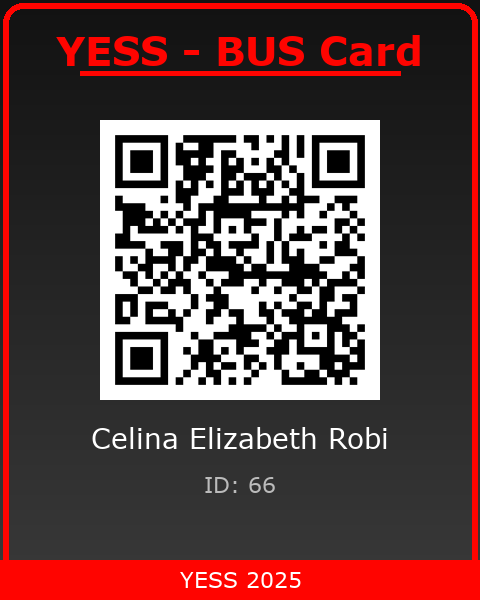 YESS - BUS Card
Celina Elizabeth Robi
ID: 66
YESS 2025